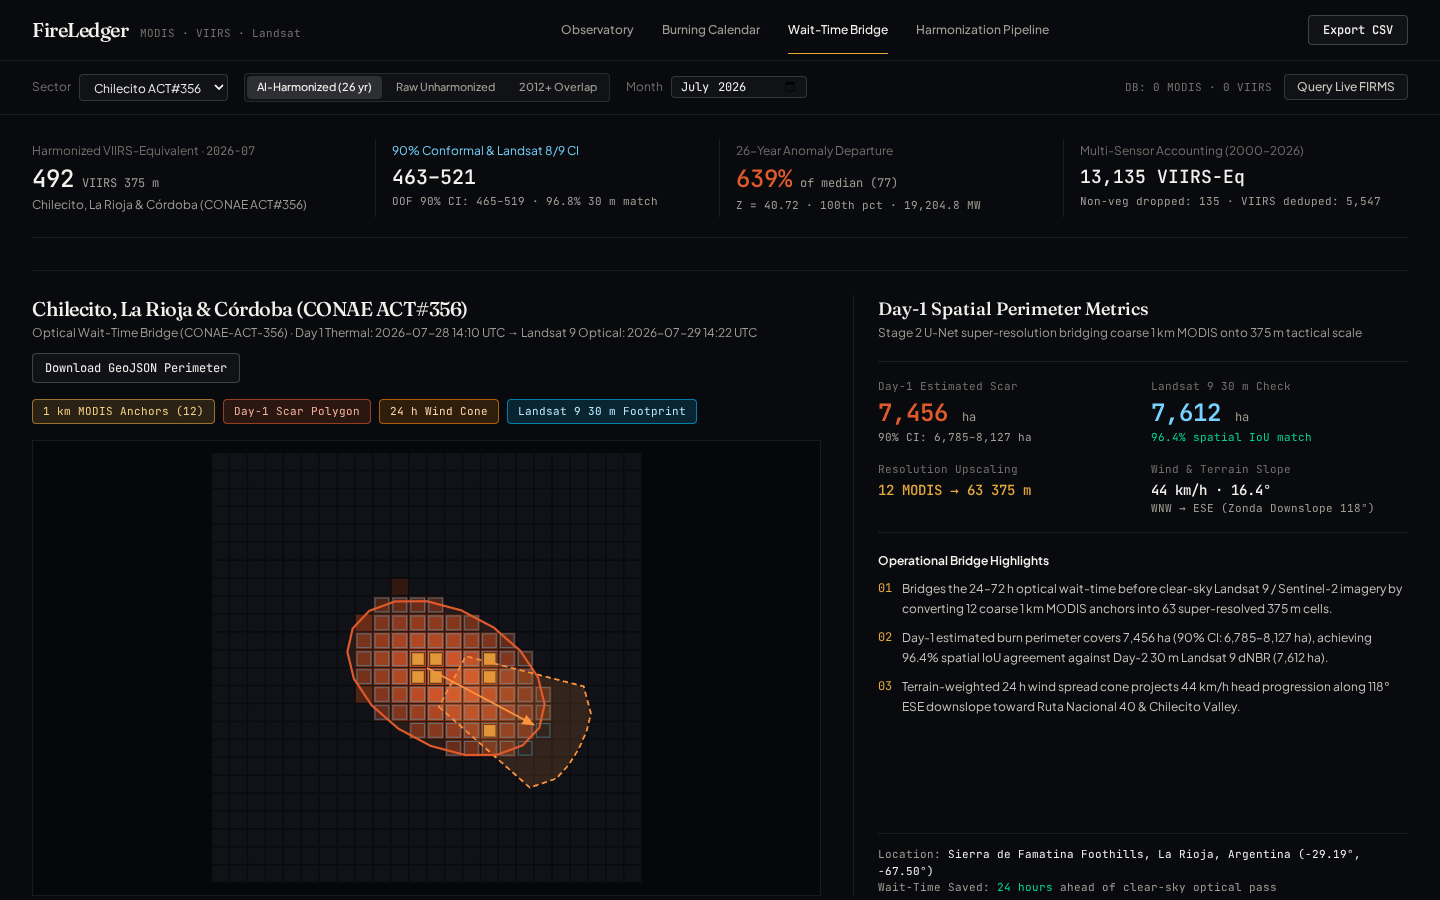 FireLedger MODIS · VIIRS · Landsat
Observatory Burning Calendar Wait-Time Bridge Harmonization Pipeline
Export CSV
Sector Chilecito ACT#356 AI-Harmonized (26 yr) Raw Unharmonized 2012+ Overlap Month July 2026
DB: 0 MODIS · 0 VIIRS Query Live FIRMS
Harmonized VIIRS-Equivalent · 2026-07
492 VIIRS 375 m
Chilecito, La Rioja & Córdoba (CONAE ACT#356)
90% Conformal & Landsat 8/9 CI
463–521
OOF 90% CI: 465–519 · 96.8% 30 m match
26-Year Anomaly Departure
639% of median (77)
Z = 40.72 · 100th pct · 19,204.8 MW
Multi-Sensor Accounting (2000–2026)
13,135 VIIRS-Eq
Non-veg dropped: 135 · VIIRS deduped: 5,547
Chilecito, La Rioja & Córdoba (CONAE ACT#356)
Optical Wait-Time Bridge (CONAE-ACT-356) · Day 1 Thermal: 2026-07-28 14:10 UTC → Landsat 9 Optical: 2026-07-29 14:22 UTC
Download GeoJSON Perimeter
1 km MODIS Anchors (12) Day-1 Scar Polygon 24 h Wind Cone Landsat 9 30 m Footprint
Day-1 Spatial Perimeter Metrics
Stage 2 U-Net super-resolution bridging coarse 1 km MODIS onto 375 m tactical scale
Day-1 Estimated Scar
7,456 ha
90% CI: 6,785–8,127 ha
Landsat 9 30 m Check
7,612 ha
96.4% spatial IoU match
Resolution Upscaling
12 MODIS → 63 375 m
Wind & Terrain Slope
44 km/h · 16.4°
WNW → ESE (Zonda Downslope 118°)
Operational Bridge Highlights
01 Bridges the 24–72 h optical wait-time before clear-sky Landsat 9 / Sentinel-2 imagery by
converting 12 coarse 1 km MODIS anchors into 63 super-resolved 375 m cells.
02 Day-1 estimated burn perimeter covers 7,456 ha (90% CI: 6,785–8,127 ha), achieving
96.4% spatial IoU agreement against Day-2 30 m Landsat 9 dNBR (7,612 ha).
03 Terrain-weighted 24 h wind spread cone projects 44 km/h head progression along 118°
ESE downslope toward Ruta Nacional 40 & Chilecito Valley.
Location: Sierra de Famatina Foothills, La Rioja, Argentina (-29.19°,
-67.50°)
Wait-Time Saved: 24 hours ahead of clear-sky optical pass